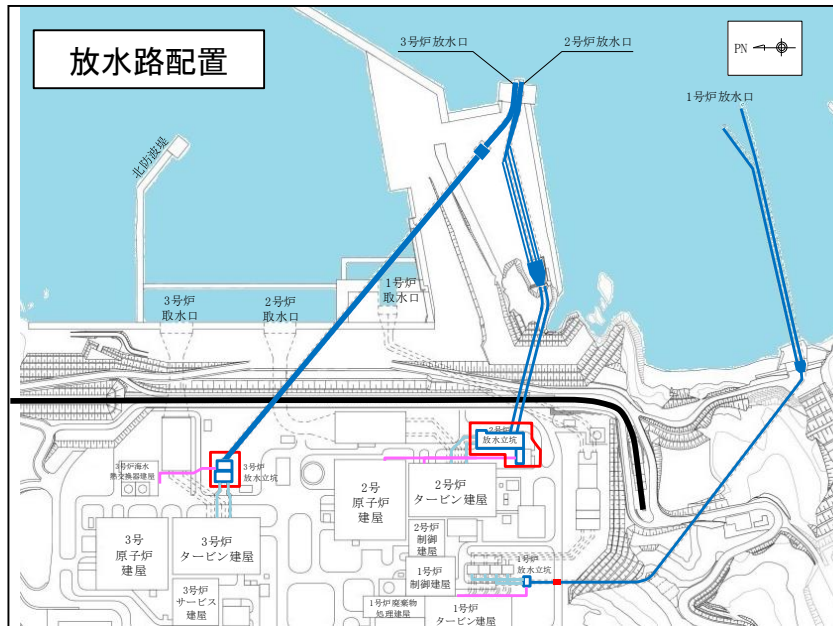 放水路配置
3号炉放水口
2号炉放水口
PN
1号炉放水口
北防波堤
3号炉
取水口
2号炉
取水口
1号炉
取水口
3号炉海水
熱交換器建屋
3号炉
放水立坑
2号炉
放水立坑
2号
原子炉
建屋
2号炉
タービン建屋
3号
原子炉
建屋
3号炉
タービン建屋
2号炉
制御
建屋
1号炉
制御建屋
1号炉
放水立坑
3号炉
サービス
建屋
1号炉廃棄物
処理建屋
1号炉
タービン建屋